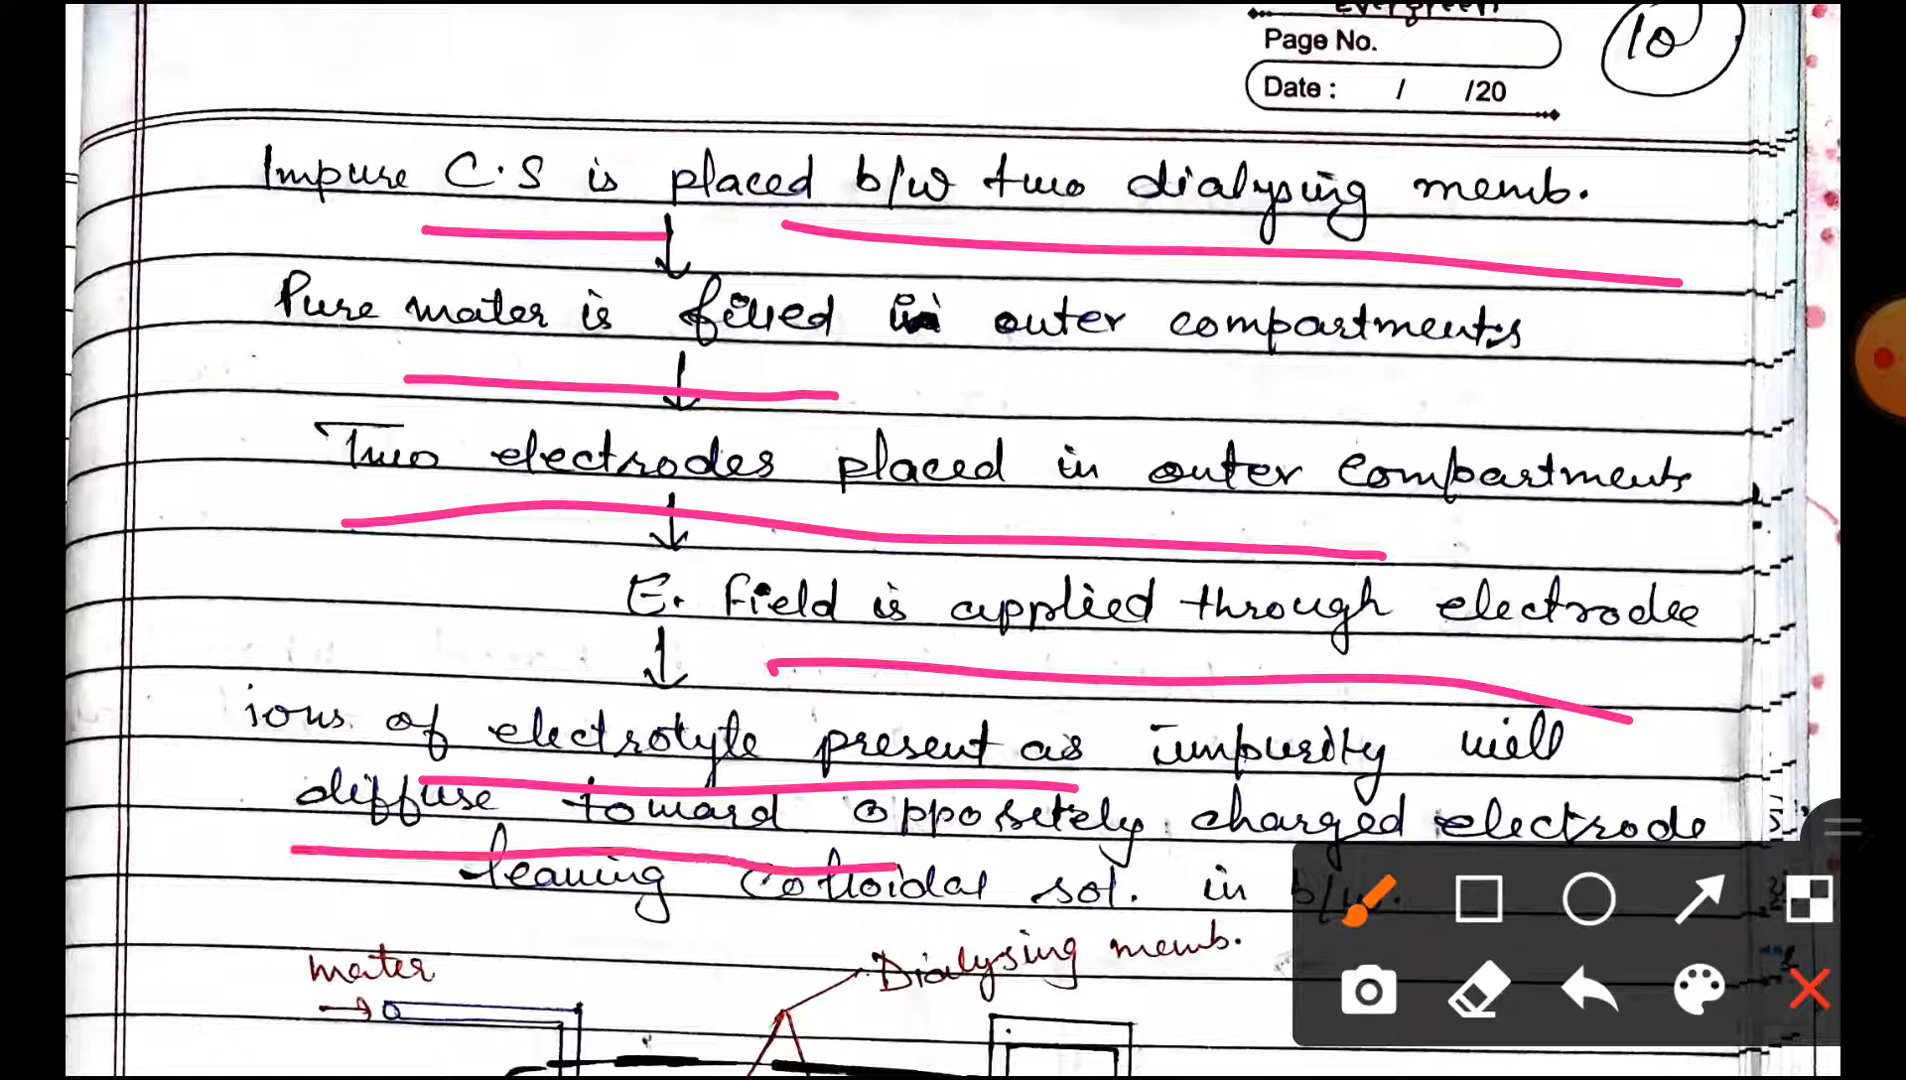 Evergreen
Page No.
10
Date : / /20
Impure C.S is placed b/w two dialysing memb.
Pure water is filled in outer compartments
Two electrodes placed in outer compartments
E. field is applied through electrode
ions of electrolyte present as impurity will
diffuse toward oppositely charged electrode
leaving colloidal sol. in b/w.
water
Dialysing memb.